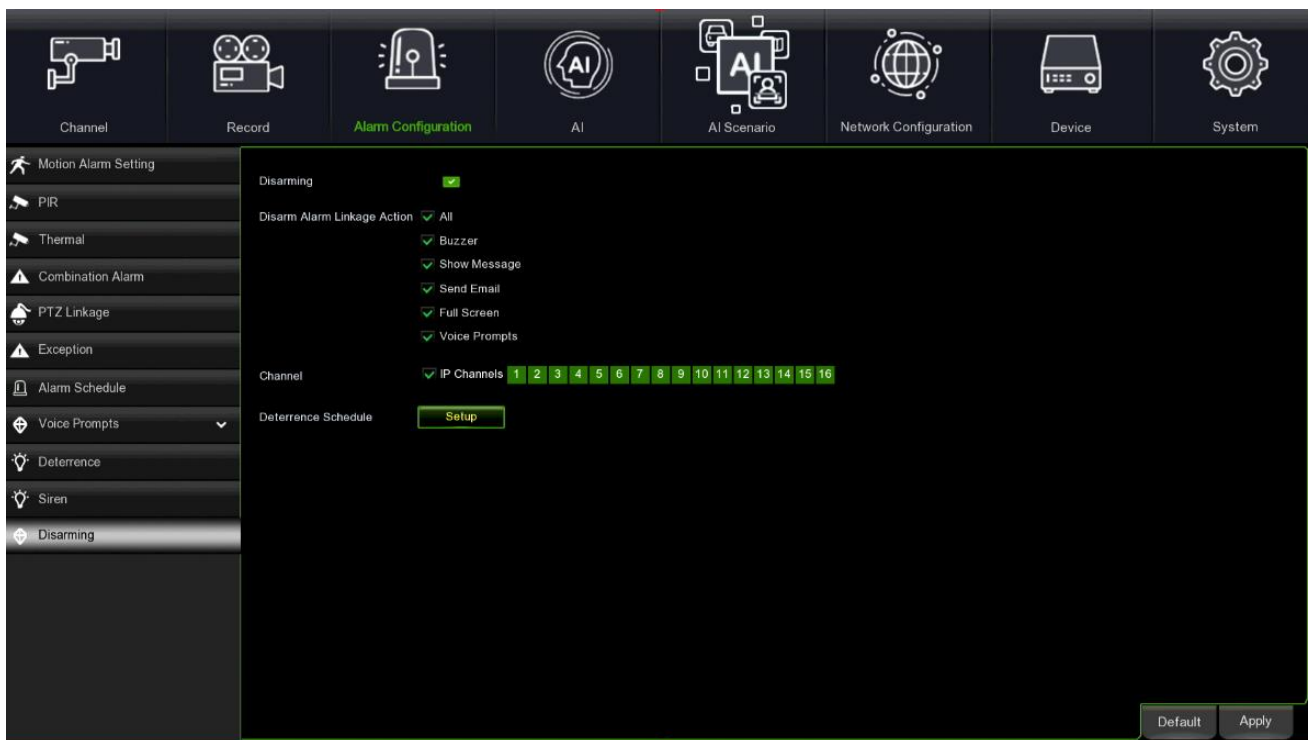 Channel
Record
Alarm Configuration
AI
AI
AI Scenario
Network Configuration
Device
System
Motion Alarm Setting
PIR
Thermal
Combination Alarm
PTZ Linkage
Exception
Alarm Schedule
Voice Prompts
Deterrence
Siren
Disarming
Disarming
Disarm Alarm Linkage Action All
Buzzer
Show Message
Send Email
Full Screen
Voice Prompts
Channel IP Channels 1 2 3 4 5 6 7 8 9 10 11 12 13 14 15 16
Deterrence Schedule Setup
Default Apply